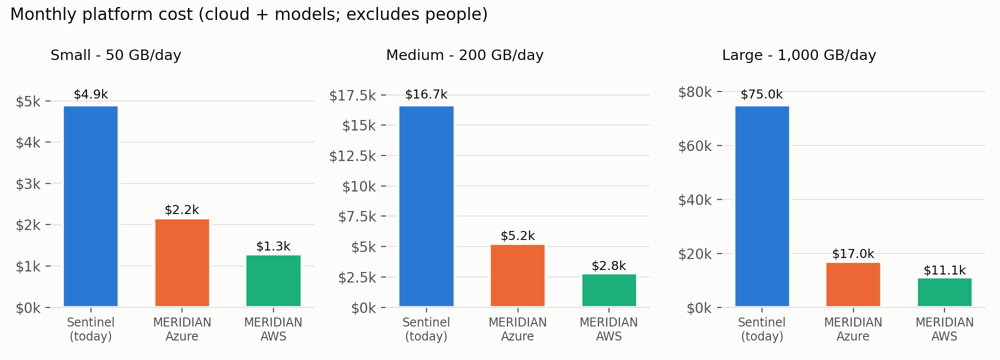 Monthly platform cost (cloud + models; excludes people)
Small - 50 GB/day
$5k
$4k
$3k
$2k
$1k
$0k
$4.9k
$2.2k
$1.3k
Sentinel
(today)
MERIDIAN
Azure
MERIDIAN
AWS
Medium - 200 GB/day
$17.5k
$15k
$12.5k
$10k
$7.5k
$5k
$2.5k
$0k
$16.7k
$5.2k
$2.8k
Sentinel
(today)
MERIDIAN
Azure
MERIDIAN
AWS
Large - 1,000 GB/day
$80k
$60k
$40k
$20k
$0k
$75.0k
$17.0k
$11.1k
Sentinel
(today)
MERIDIAN
Azure
MERIDIAN
AWS